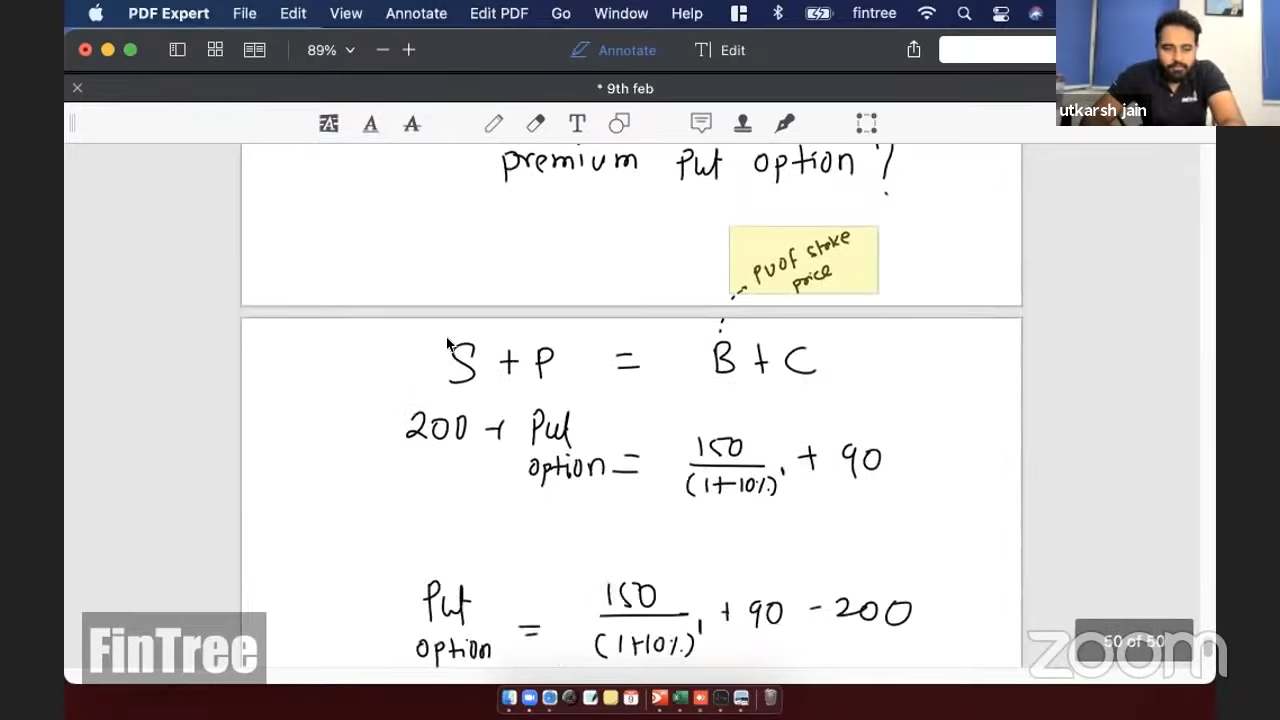 PDF Expert File Edit View Annotate Edit PDF Go Window Help fintree
89% Annotate T| Edit
utkarsh jain
* 9th feb
premium Put option ?
PV of stoke
price
S + P = B + C
200 + Put
option = 150/(1+10%)¹ + 90
Put
option = 150/(1+10%)¹ + 90 - 200
FinTree
50 of 50
zoom